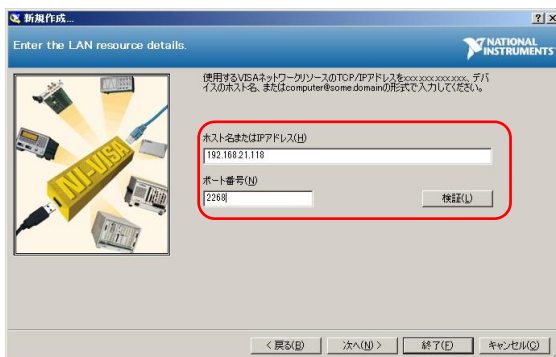 新規作成...
Enter the LAN resource details.
NATIONAL
INSTRUMENTS
NI-VISA
使用するVISAネットワークリソースのTCP/IPアドレスをxxx.xxx.xxx.xxx、デバ
イスのホスト名、またはcomputer@some.domainの形式で入力してください。
ホスト名またはIPアドレス(H)
192.168.21.118
ポート番号(N)
2268
検証(L)
< 戻る(B)
次へ(N) >
終了(F)
キャンセル(C)